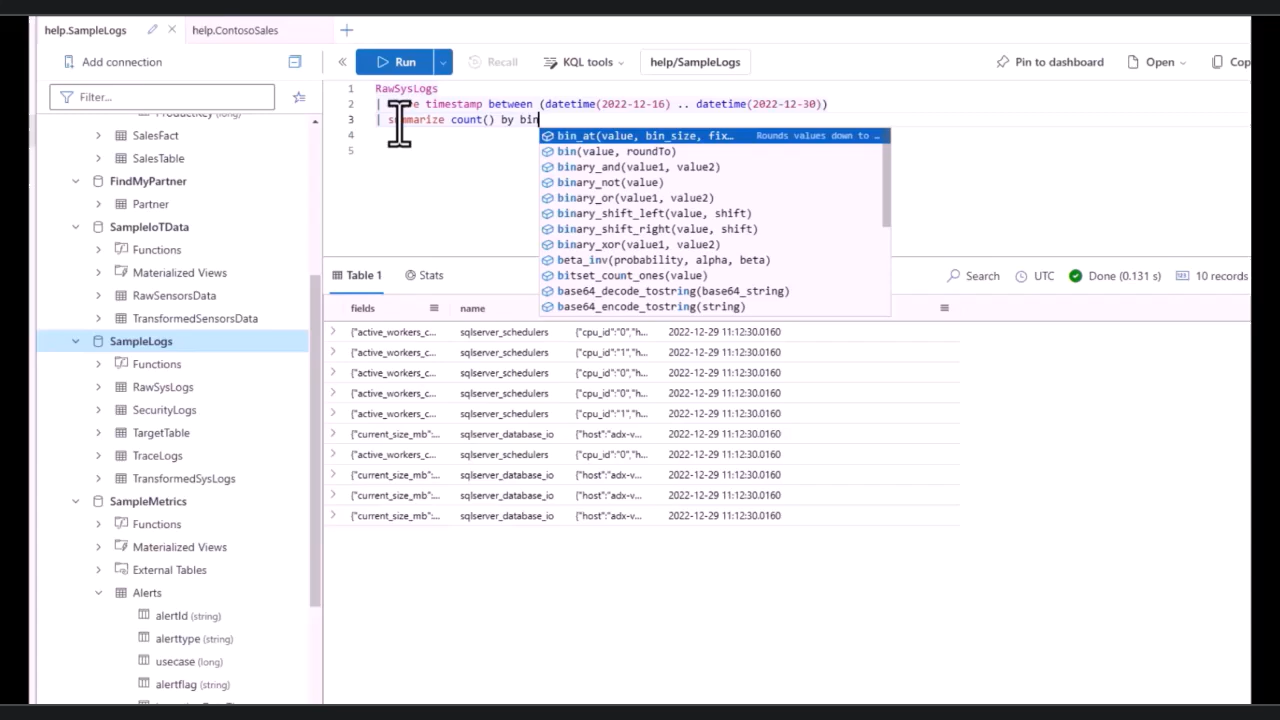 help.SampleLogs help.ContosoSales
Add connection
Run Recall KQL tools help/SampleLogs Pin to dashboard Open Cop
Filter...
1 RawSysLogs
2 | e timestamp between (datetime(2022-12-16) .. datetime(2022-12-30))
3 | summarize count() by bin
4
5
bin_at(value, bin_size, fix… Rounds values down to …
bin(value, roundTo)
binary_and(value1, value2)
binary_not(value)
binary_or(value1, value2)
binary_shift_left(value, shift)
binary_shift_right(value, shift)
binary_xor(value1, value2)
beta_inv(probability, alpha, beta)
bitset_count_ones(value)
base64_decode_tostring(base64_string)
base64_encode_tostring(string)
ProductKey
SalesFact
SalesTable
FindMyPartner
Partner
SampleIoTData
Functions
Materialized Views
RawSensorsData
TransformedSensorsData
SampleLogs
Functions
RawSysLogs
SecurityLogs
TargetTable
TraceLogs
TransformedSysLogs
SampleMetrics
Functions
Materialized Views
External Tables
Alerts
alertId (string)
alerttype (string)
usecase (long)
alertflag (string)
Table 1 Stats Search UTC Done (0.131 s) 10 records
fields name
{"active_workers_c... sqlserver_schedulers {"cpu_id":"0","h... 2022-12-29 11:12:30.0160
{"active_workers_c... sqlserver_schedulers {"cpu_id":"1","h... 2022-12-29 11:12:30.0160
{"active_workers_c... sqlserver_schedulers {"cpu_id":"0","h... 2022-12-29 11:12:30.0160
{"active_workers_c... sqlserver_schedulers {"cpu_id":"0","h... 2022-12-29 11:12:30.0160
{"active_workers_c... sqlserver_schedulers {"cpu_id":"1","h... 2022-12-29 11:12:30.0160
{"current_size_mb":... sqlserver_database_io {"host":"adx-v... 2022-12-29 11:12:30.0160
{"active_workers_c... sqlserver_schedulers {"cpu_id":"0","h... 2022-12-29 11:12:30.0160
{"current_size_mb":... sqlserver_database_io {"host":"adx-v... 2022-12-29 11:12:30.0160
{"current_size_mb":... sqlserver_database_io {"host":"adx-v... 2022-12-29 11:12:30.0160
{"current_size_mb":... sqlserver_database_io {"host":"adx-v... 2022-12-29 11:12:30.0160